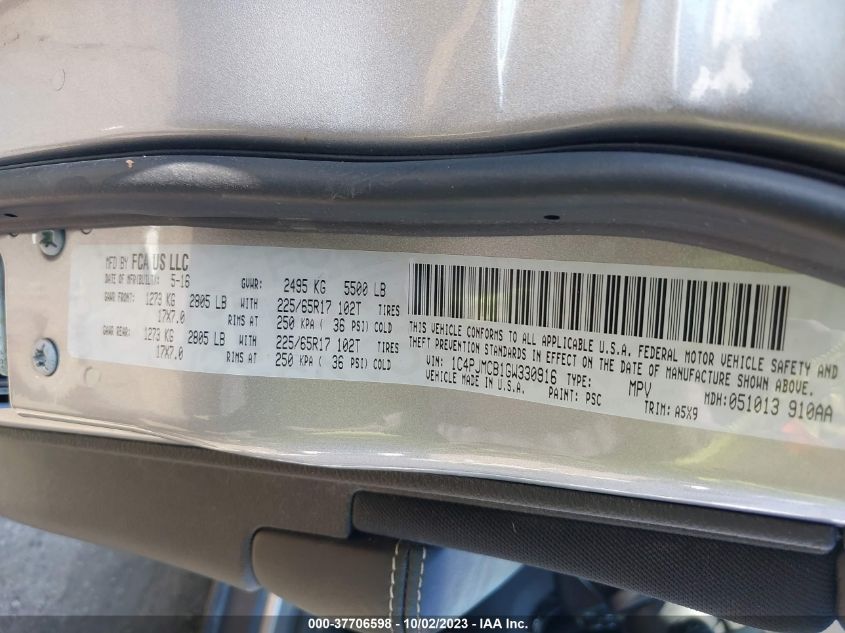 MFD BY FCA US LLC
DATE OF MFR(BUILT): 5-16 GVWR: 2495 KG 5500 LB
GAWR FRONT: 1273 KG 2805 LB WITH 225/65R17 102T TIRES
17X7.0 RIMS AT 250 KPA ( 36 PSI) COLD
GAWR REAR: 1273 KG 2805 LB WITH 225/65R17 102T TIRES
17X7.0 RIMS AT 250 KPA ( 36 PSI) COLD
THIS VEHICLE CONFORMS TO ALL APPLICABLE U.S.A. FEDERAL MOTOR VEHICLE SAFETY AND
THEFT PREVENTION STANDARDS IN EFFECT ON THE DATE OF MANUFACTURE SHOWN ABOVE.
VIN: 1C4PJMCB1GW330916 TYPE: MPV MDH:051013 910AA
VEHICLE MADE IN U.S.A. PAINT: PSC TRIM: A5X9
000-37706598 - 10/02/2023 - IAAI.COM